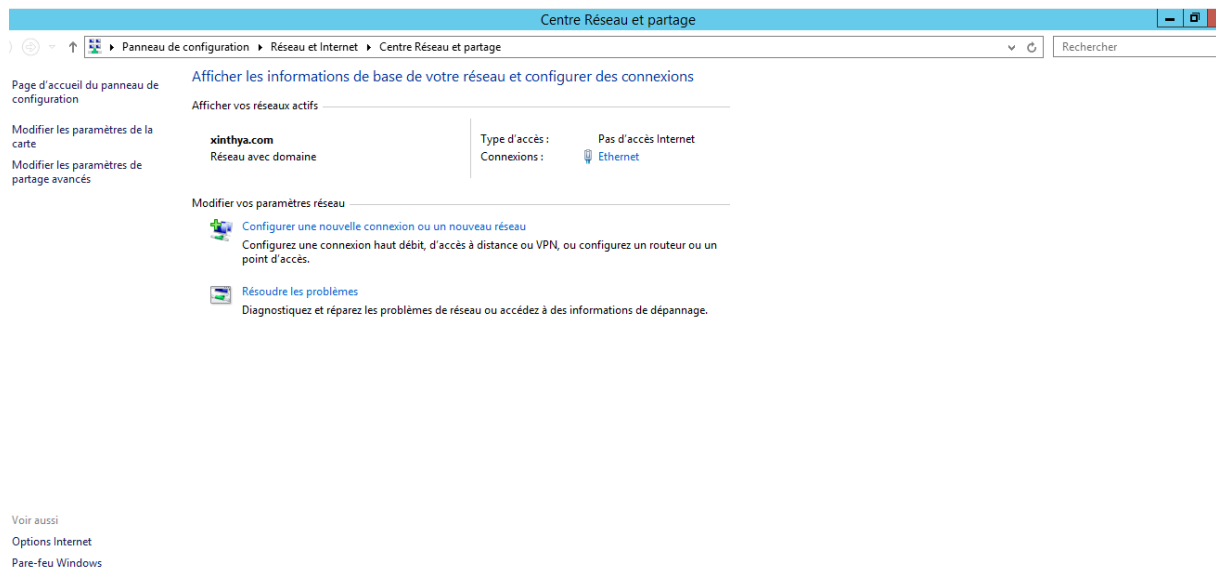 Centre Réseau et partage
Panneau de configuration ▸ Réseau et Internet ▸ Centre Réseau et partage
Rechercher
Page d'accueil du panneau de
configuration
Modifier les paramètres de la
carte
Modifier les paramètres de
partage avancés
Afficher les informations de base de votre réseau et configurer des connexions
Afficher vos réseaux actifs
xinthya.com
Réseau avec domaine
Type d'accès : Pas d'accès Internet
Connexions : Ethernet
Modifier vos paramètres réseau
Configurer une nouvelle connexion ou un nouveau réseau
Configurez une connexion haut débit, d'accès à distance ou VPN, ou configurez un routeur ou un
point d'accès.
Résoudre les problèmes
Diagnostiquez et réparez les problèmes de réseau ou accédez à des informations de dépannage.
Voir aussi
Options Internet
Pare-feu Windows